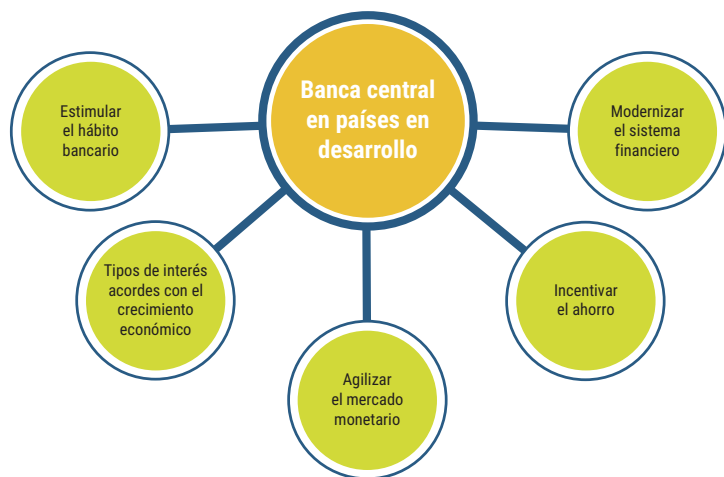 Banca central
en países en
desarrollo
Estimular
el hábito
bancario
Tipos de interés
acordes con el
crecimiento
económico
Agilizar
el mercado
monetario
Incentivar
el ahorro
Modernizar
el sistema
financiero